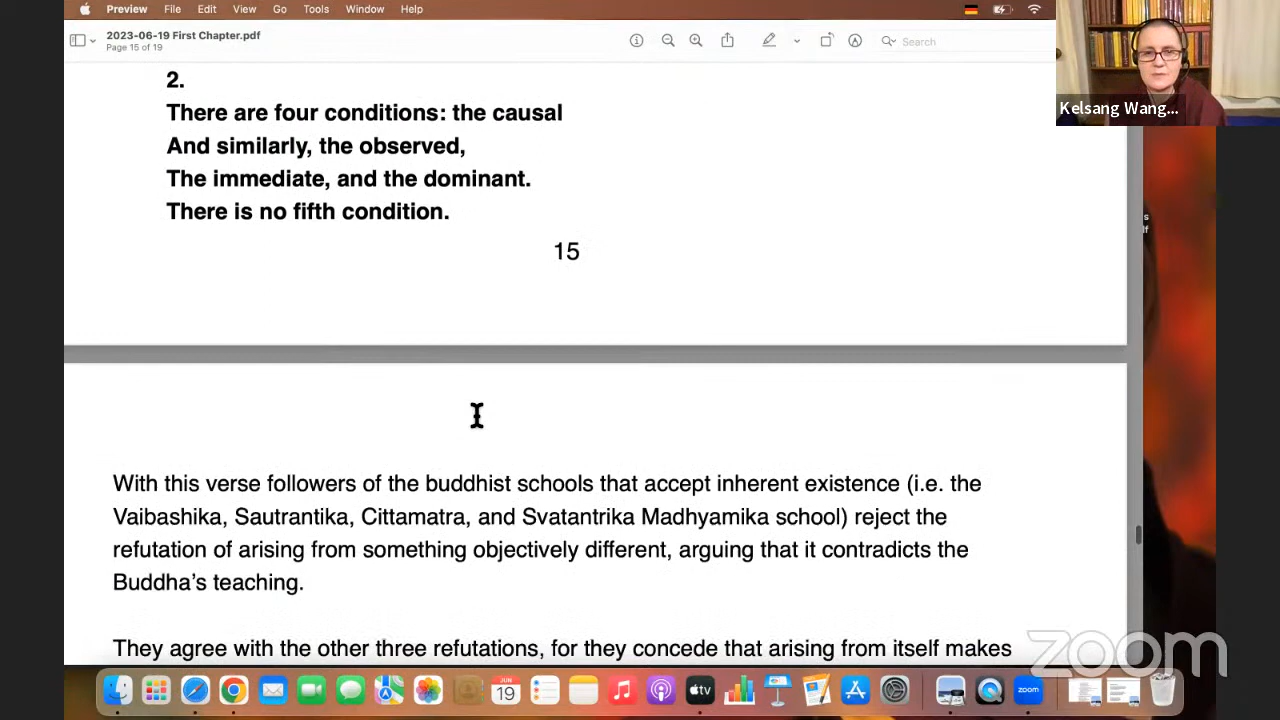 Preview File Edit View Go Tools Window Help
2023-06-19 First Chapter.pdf
Page 15 of 19
Search
Kelsang Wang...
2.
There are four conditions: the causal
And similarly, the observed,
The immediate, and the dominant.
There is no fifth condition.
15
With this verse followers of the buddhist schools that accept inherent existence (i.e. the
Vaibashika, Sautrantika, Cittamatra, and Svatantrika Madhyamika school) reject the
refutation of arising from something objectively different, arguing that it contradicts the
Buddha's teaching.
They agree with the other three refutations, for they concede that arising from itself makes
zoom
JUN
19
tv
zoom